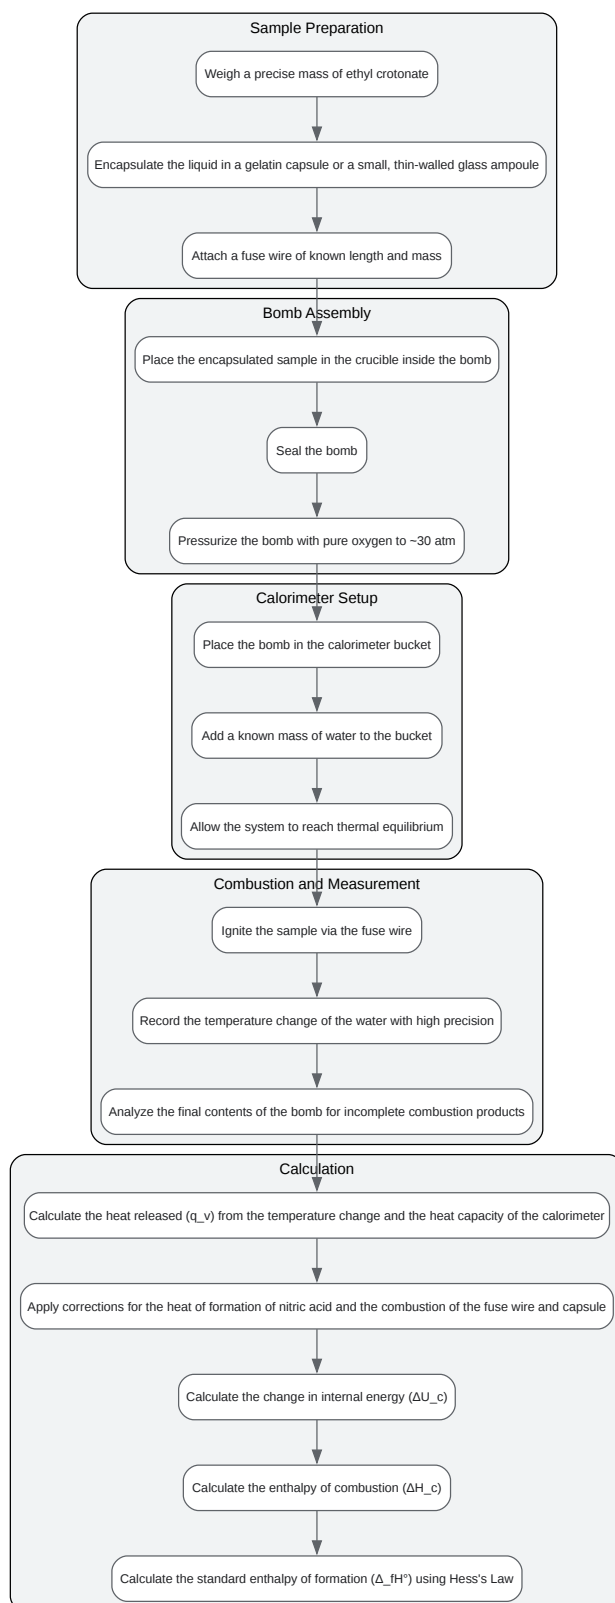 Sample Preparation
Weigh a precise mass of ethyl crotonate
Encapsulate the liquid in a gelatin capsule or a small, thin-walled glass ampoule
Attach a fuse wire of known length and mass
Bomb Assembly
Place the encapsulated sample in the crucible inside the bomb
Seal the bomb
Pressurize the bomb with pure oxygen to ~30 atm
Calorimeter Setup
Place the bomb in the calorimeter bucket
Add a known mass of water to the bucket
Allow the system to reach thermal equilibrium
Combustion and Measurement
Ignite the sample via the fuse wire
Record the temperature change of the water with high precision
Analyze the final contents of the bomb for incomplete combustion products
Calculation
Calculate the heat released (q_v) from the temperature change and the heat capacity of the calorimeter
Apply corrections for the heat of formation of nitric acid and the combustion of the fuse wire and capsule
Calculate the change in internal energy (ΔU_c)
Calculate the enthalpy of combustion (ΔH_c)
Calculate the standard enthalpy of formation (Δ_fH°) using Hess's Law